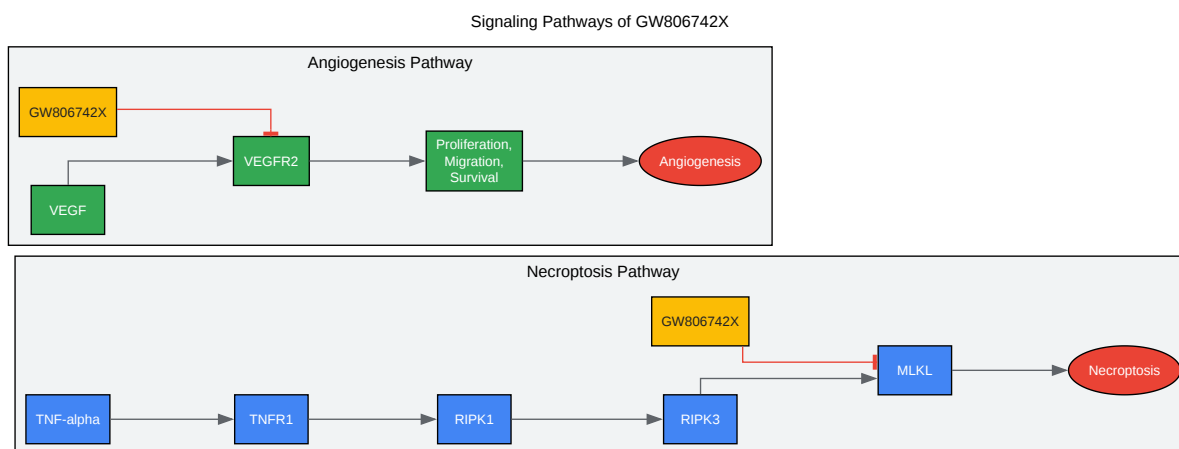 Signaling Pathways of GW806742X
Angiogenesis Pathway
GW806742X
VEGF
VEGFR2
Proliferation,
Migration,
Survival
Angiogenesis
Necroptosis Pathway
GW806742X
TNF-alpha
TNFR1
RIPK1
RIPK3
MLKL
Necroptosis